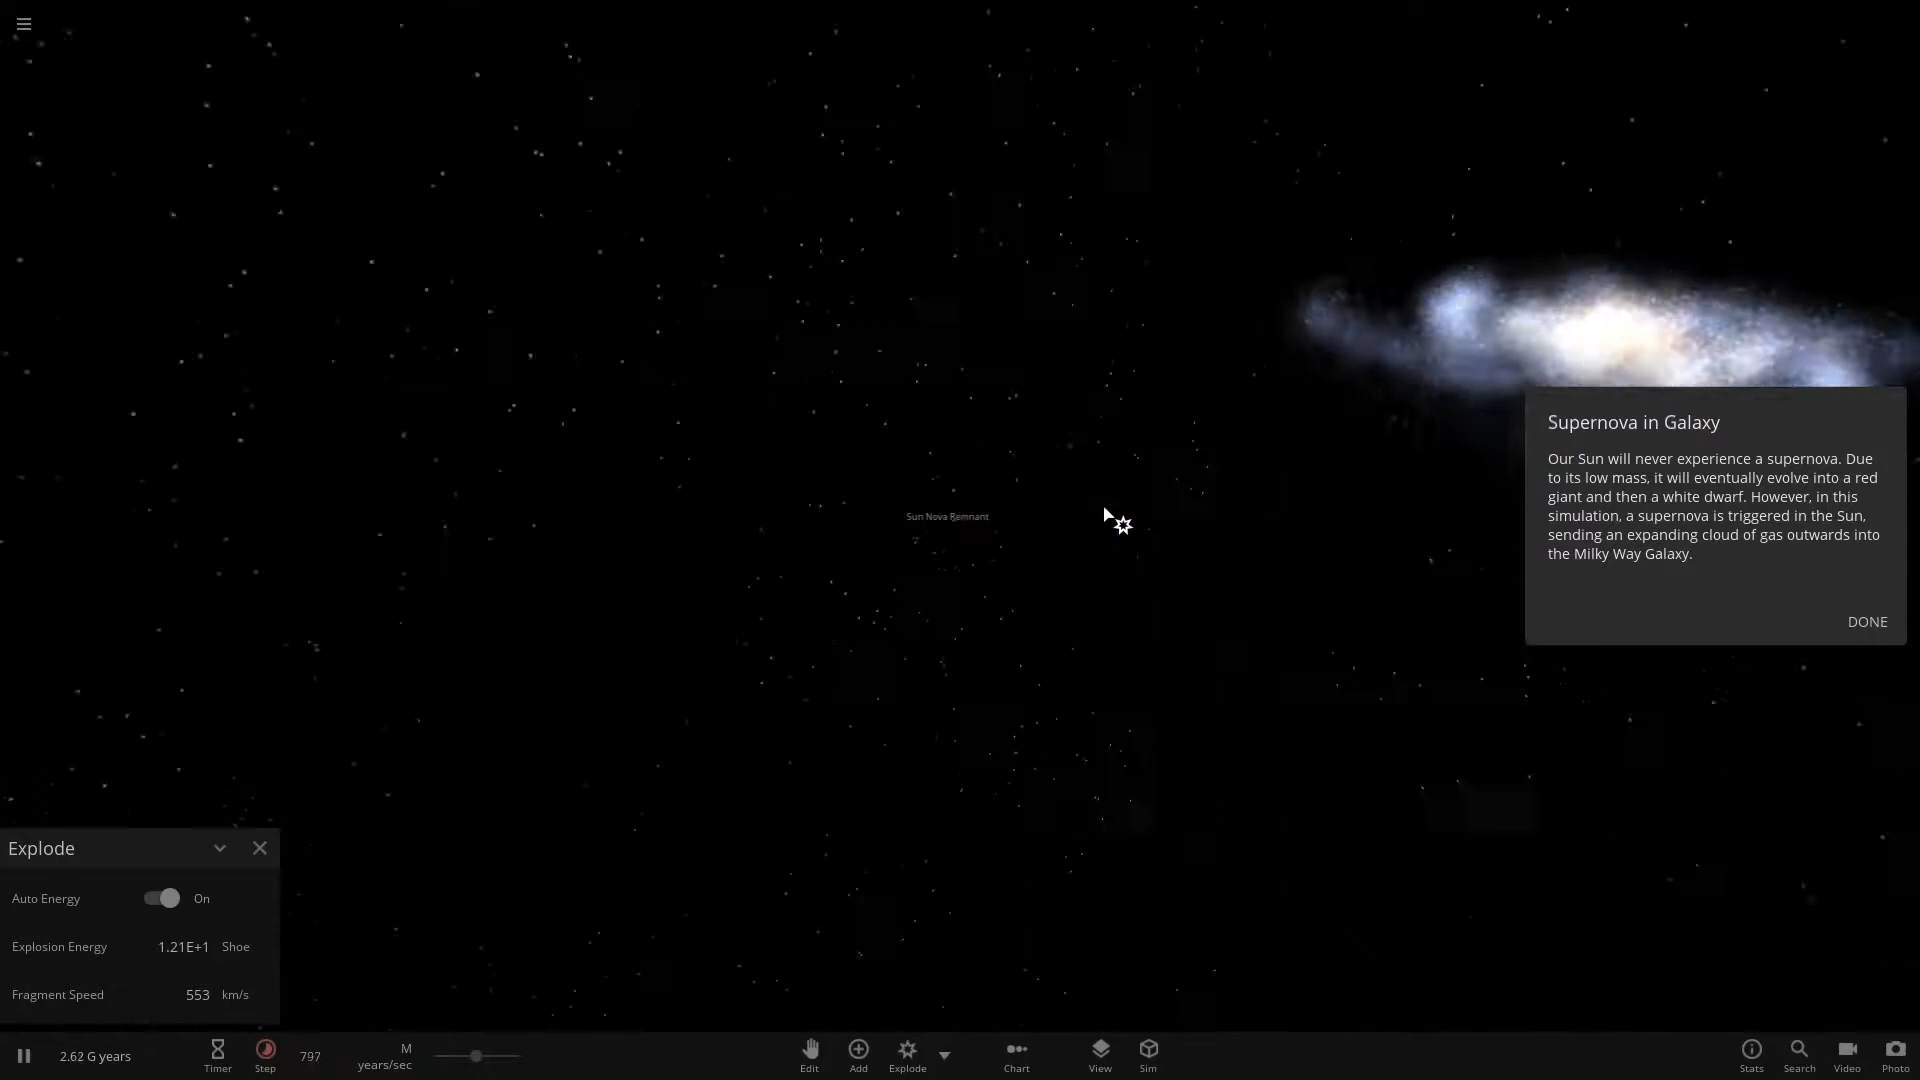 Supernova in Galaxy
Our Sun will never experience a supernova. Due
to its low mass, it will eventually evolve into a red
giant and then a white dwarf. However, in this
simulation, a supernova is triggered in the Sun,
sending an expanding cloud of gas outwards into
the Milky Way Galaxy.
DONE
Sun Nova Remnant
Explode
Auto Energy On
Explosion Energy 1.21E+1 Shoe
Fragment Speed 553 km/s
2.62 G years
Timer
Step
797
M
years/sec
Edit
Add
Explode
Chart
View
Sim
Stats
Search
Video
Photo